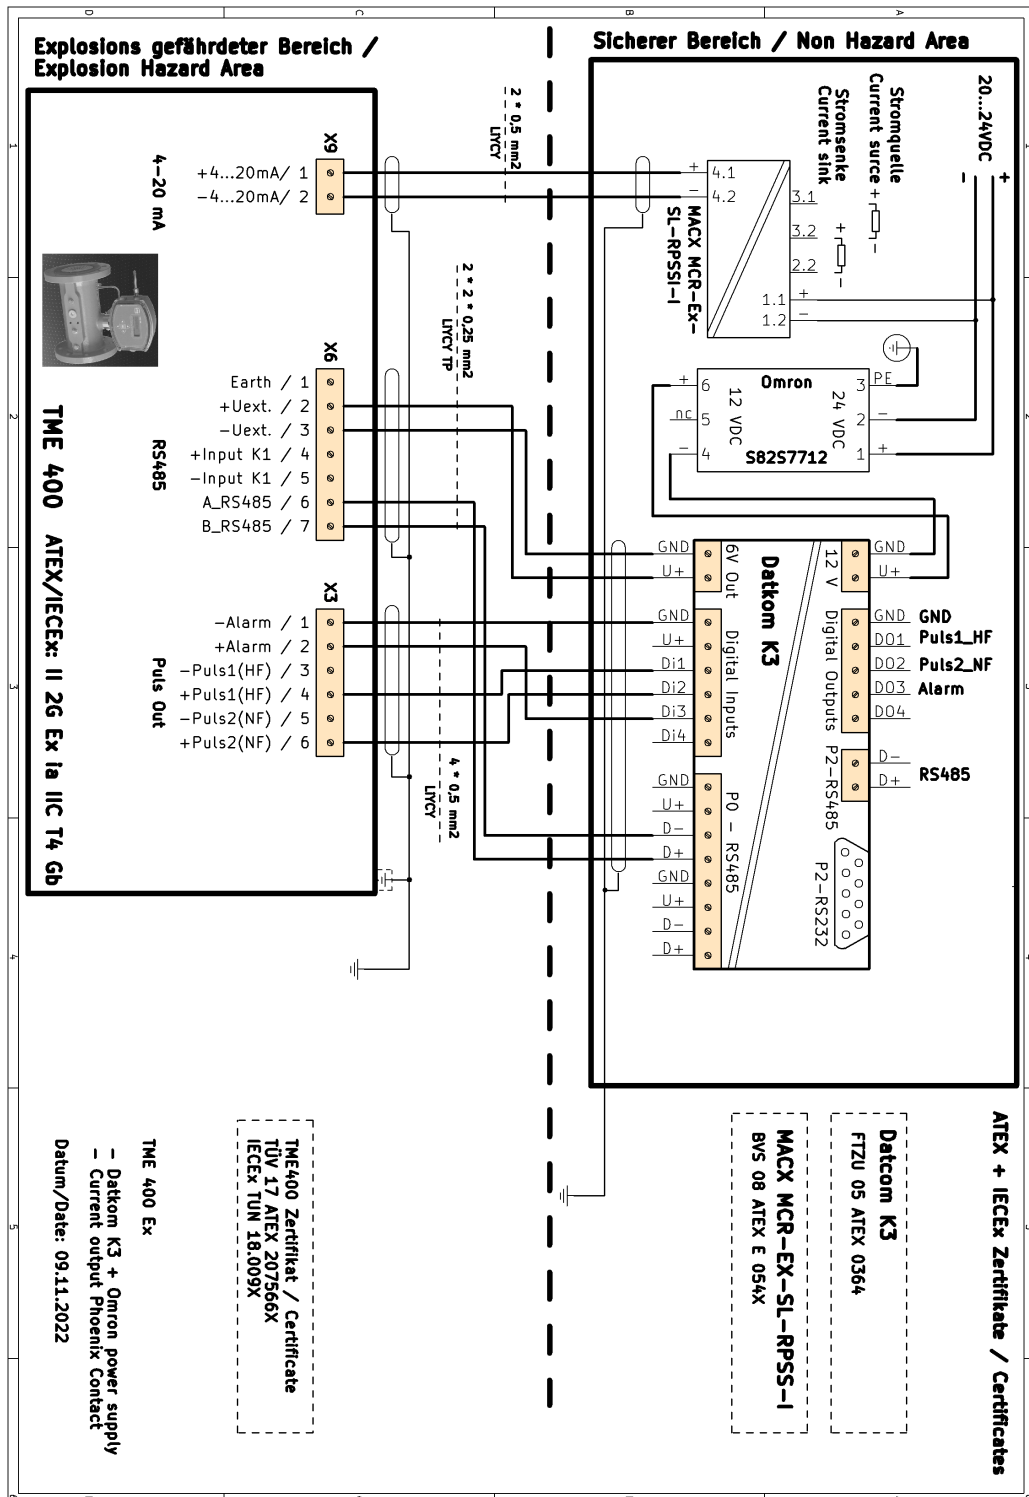 D
C
B
A
Explosions gefährdeter Bereich /
Explosion Hazard Area
Sicherer Bereich / Non Hazard Area
1
2
3
4
5
X9
+4...20mA/ 1
-4...20mA/ 2
4-20 mA
X6
Earth / 1
+Uext. / 2
-Uext. / 3
+Input K1 / 4
-Input K1 / 5
A_RS485 / 6
B_RS485 / 7
RS485
X3
-Alarm / 1
+Alarm / 2
-Puls1(HF) / 3
+Puls1(HF) / 4
-Puls2(NF) / 5
+Puls2(NF) / 6
Puls Out
TME 400 ATEX/IECEx: II 2G Ex ia IIC T4 Gb
2 * 0,5 mm2
LIYCY
2 * 2 * 0,25 mm2
LIYCY TP
4 * 0,5 mm2
LIYCY
20...24VDC
- +
Stromquelle
Current surce + -
Stromsenke
Current sink + -
+ 4.1
- 4.2
3.1
3.2
2.2
1.1 +
1.2 -
MACX MCR-Ex-
SL-RPSSI-I
Omron
12 VDC
24 VDC
S82S7712
+ 6
nc 5
- 4
3 PE
2 -
1 +
Datkom K3
GND
U+
6V Out
GND
U+
Di1
Di2
Di3
Di4
Digital Inputs
GND
U+
D-
D+
GND
U+
D-
D+
P0 - RS485
12 V
GND
U+
Digital Outputs
GND GND
DO1 Puls1_HF
DO2 Puls2_NF
DO3 Alarm
DO4
P2-RS485
D-
D+
RS485
P2-RS232
ATEX + IECEx Zertifikate / Certificates
Datcom K3
FTZU 05 ATEX 0364
MACX MCR-EX-SL-RPSS-I
BVS 08 ATEX E 054X
TME400 Zertifikat / Certificate
TÜV 17 ATEX 207566X
IECEx TUN 18.009X
TME 400 Ex
- Datkom K3 + Omron power supply
- Current output Phoenix Contact
Datum/Date: 09.11.2022